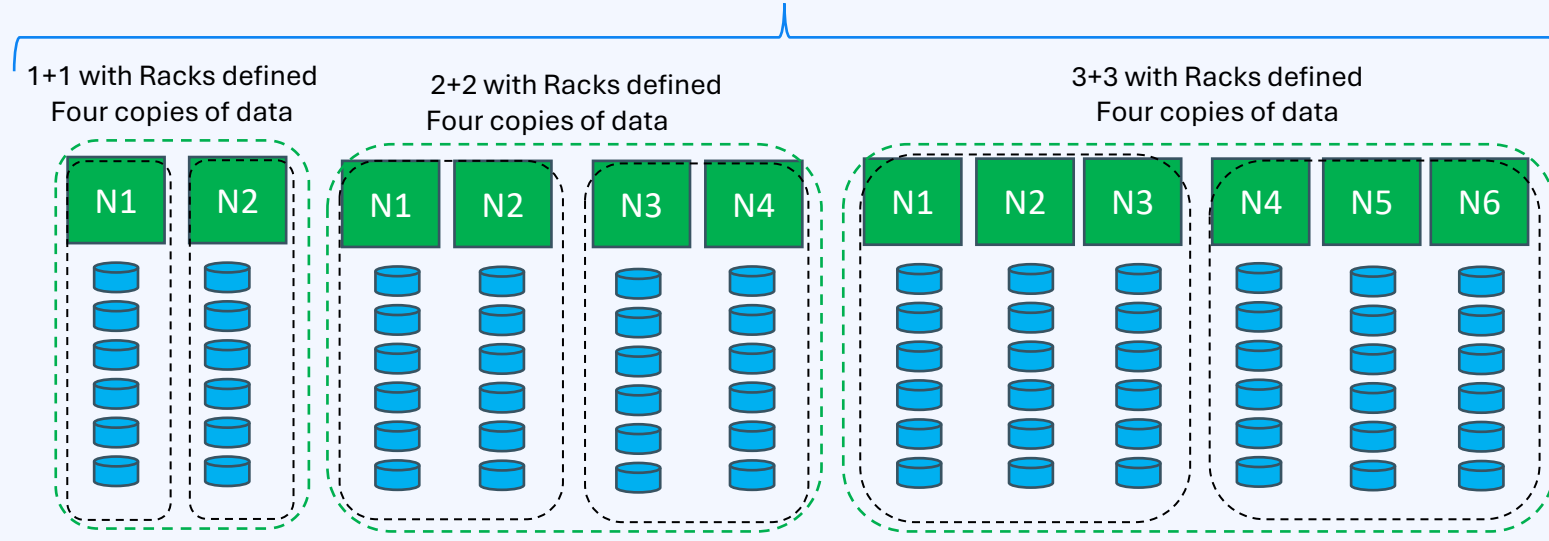 1+1 with Racks defined
Four copies of data
2+2 with Racks defined
Four copies of data
3+3 with Racks defined
Four copies of data
N1 N2
N1 N2 N3 N4
N1 N2 N3 N4 N5 N6